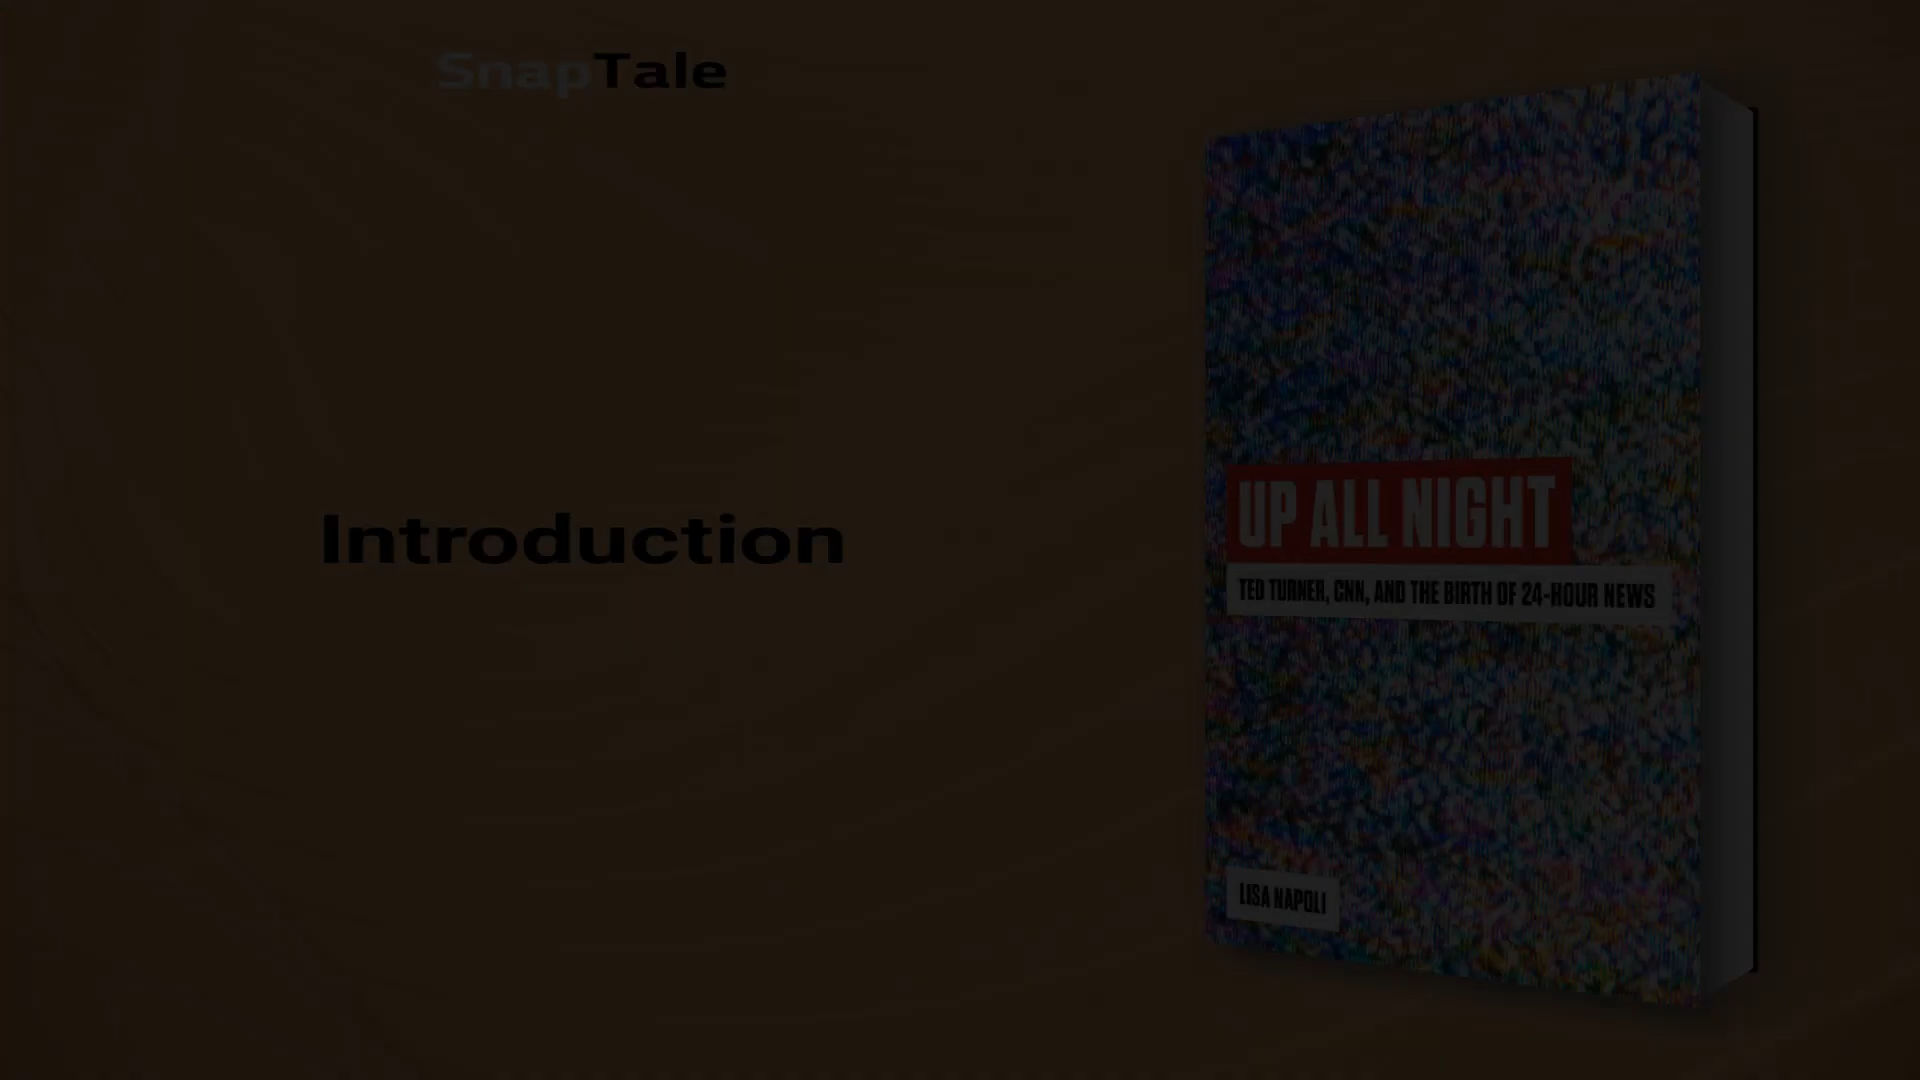 SnapTale
Introduction
UP ALL NIGHT
TED TURNER, CNN, AND THE BIRTH OF 24-HOUR NEWS
LISA NAPOLI